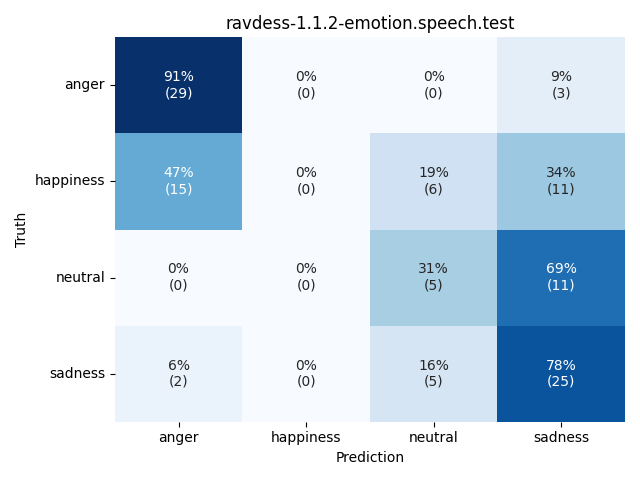 ravdess-1.1.2-emotion.speech.test
Truth
anger
91% 0% 0% 9%
(29) (0) (0) (3)
happiness
47% 0% 19% 34%
(15) (0) (6) (11)
neutral
0% 0% 31% 69%
(0) (0) (5) (11)
sadness
6% 0% 16% 78%
(2) (0) (5) (25)
anger happiness neutral sadness
Prediction